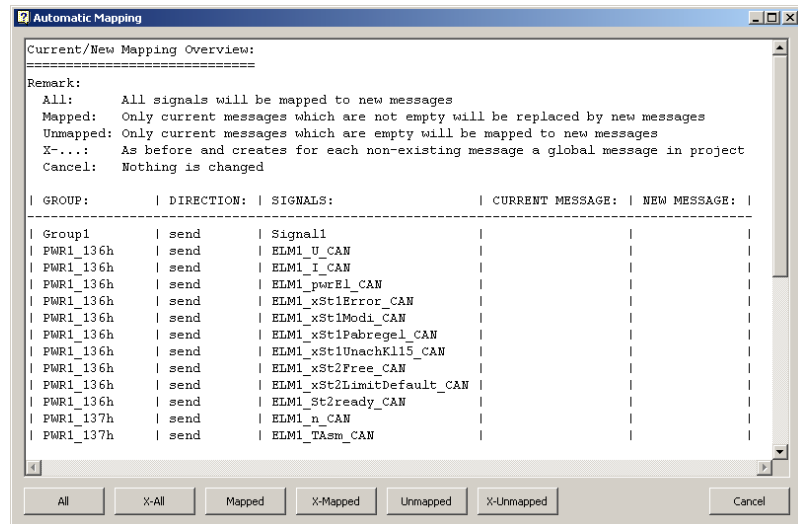 Automatic Mapping
Current/New Mapping Overview:
=============================
Remark:
All: All signals will be mapped to new messages
Mapped: Only current messages which are not empty will be replaced by new messages
Unmapped: Only current messages which are empty will be mapped to new messages
X-...: As before and creates for each non-existing message a global message in project
Cancel: Nothing is changed
| GROUP: | DIRECTION: | SIGNALS: | CURRENT MESSAGE: | NEW MESSAGE: |
--------------------------------------------------------------------------------------------
| Group1 | send | Signal1 | | |
| PWR1_136h | send | ELM1_U_CAN | | |
| PWR1_136h | send | ELM1_I_CAN | | |
| PWR1_136h | send | ELM1_pwrEl_CAN | | |
| PWR1_136h | send | ELM1_xSt1Error_CAN | | |
| PWR1_136h | send | ELM1_xSt1Modi_CAN | | |
| PWR1_136h | send | ELM1_xSt1Pabregel_CAN | | |
| PWR1_136h | send | ELM1_xSt1UnachKl15_CAN | | |
| PWR1_136h | send | ELM1_xSt2Free_CAN | | |
| PWR1_136h | send | ELM1_xSt2LimitDefault_CAN | | |
| PWR1_136h | send | ELM1_St2ready_CAN | | |
| PWR1_137h | send | ELM1_n_CAN | | |
| PWR1_137h | send | ELM1_TAsm_CAN | | |
All X-All Mapped X-Mapped Unmapped X-Unmapped Cancel